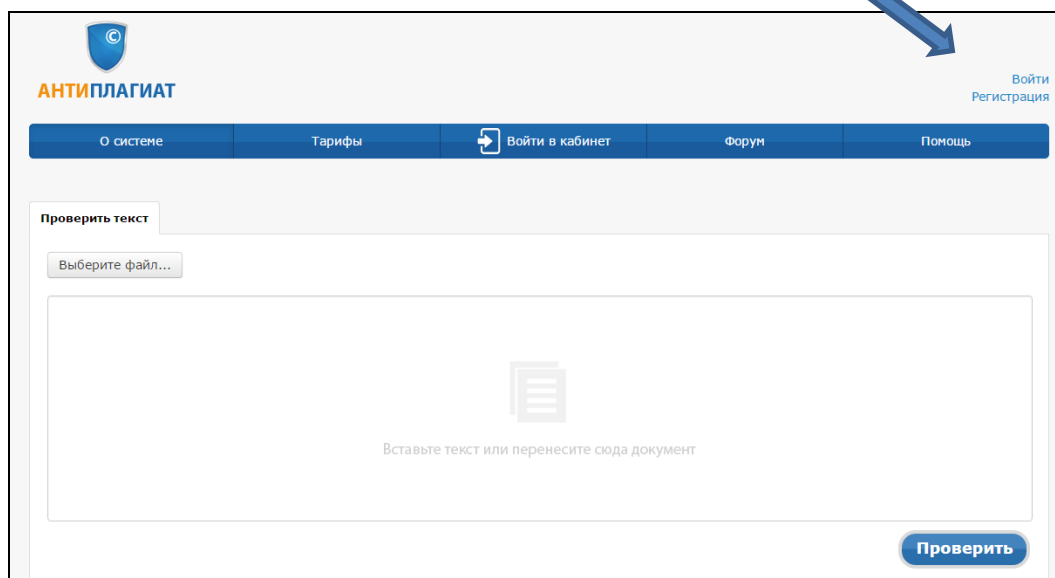 ©
АНТИПЛАГИАТ
Войти
Регистрация
О системе Тарифы Войти в кабинет Форум Помощь
Проверить текст
Выберите файл...
Вставьте текст или перенесите сюда документ
Проверить